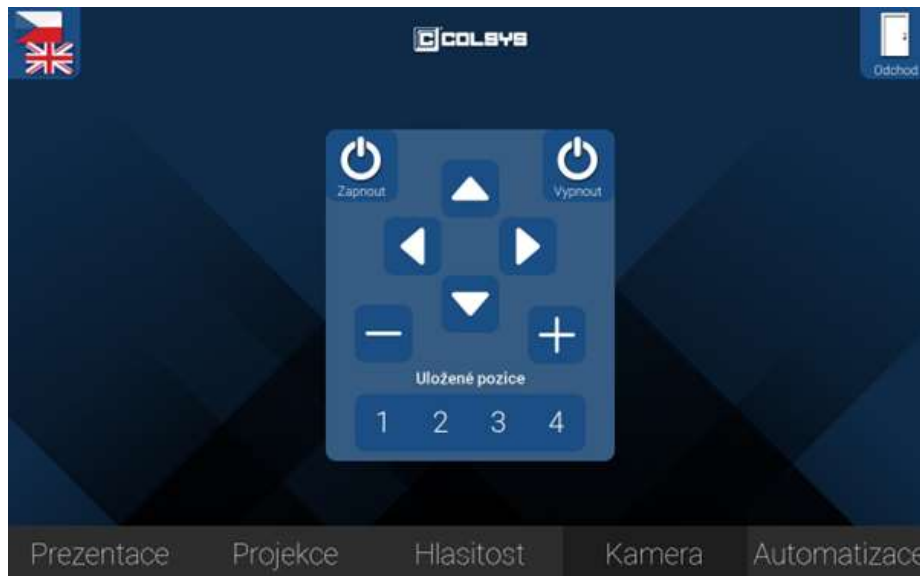 COLSYS
Odchod
Zapnout
Vypnout
Uložené pozice
1 2 3 4
Prezentace Projekce Hlasitost Kamera Automatizace